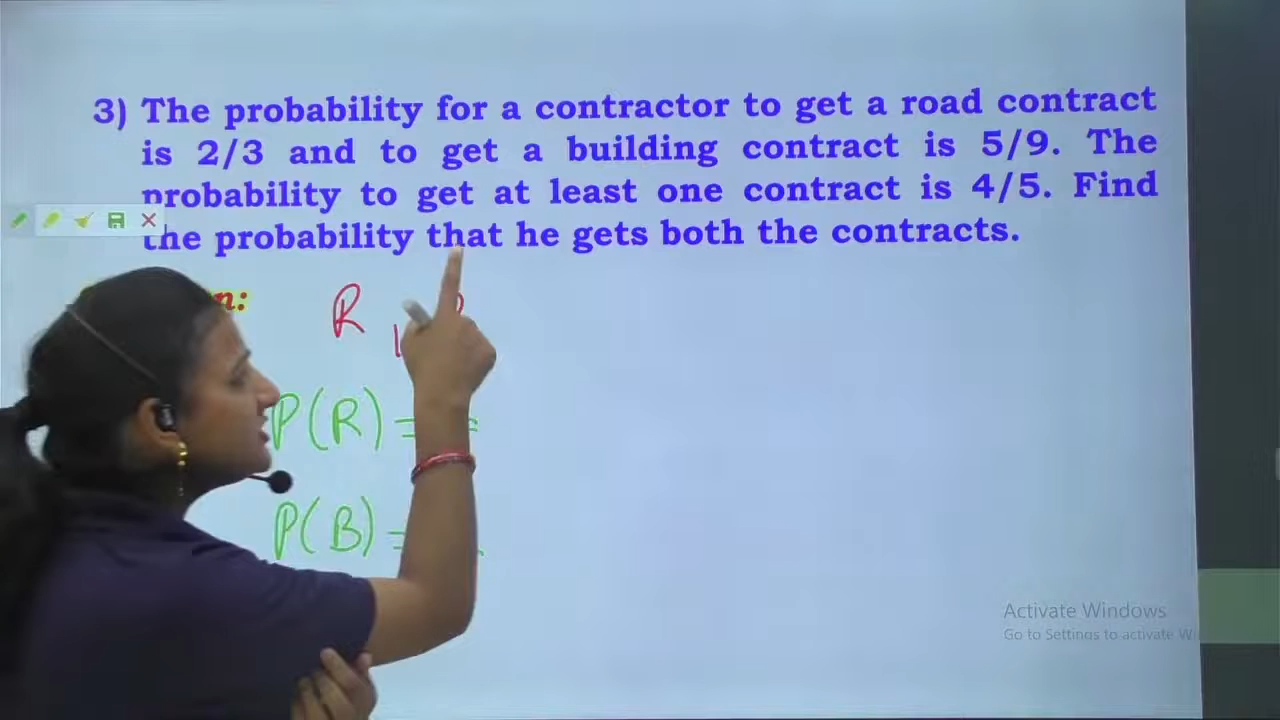 3) The probability for a contractor to get a road contract
is 2/3 and to get a building contract is 5/9. The
probability to get at least one contract is 4/5. Find
the probability that he gets both the contracts.
R
P(R) =
P(B) =
Activate Windows
Go to Settings to activate